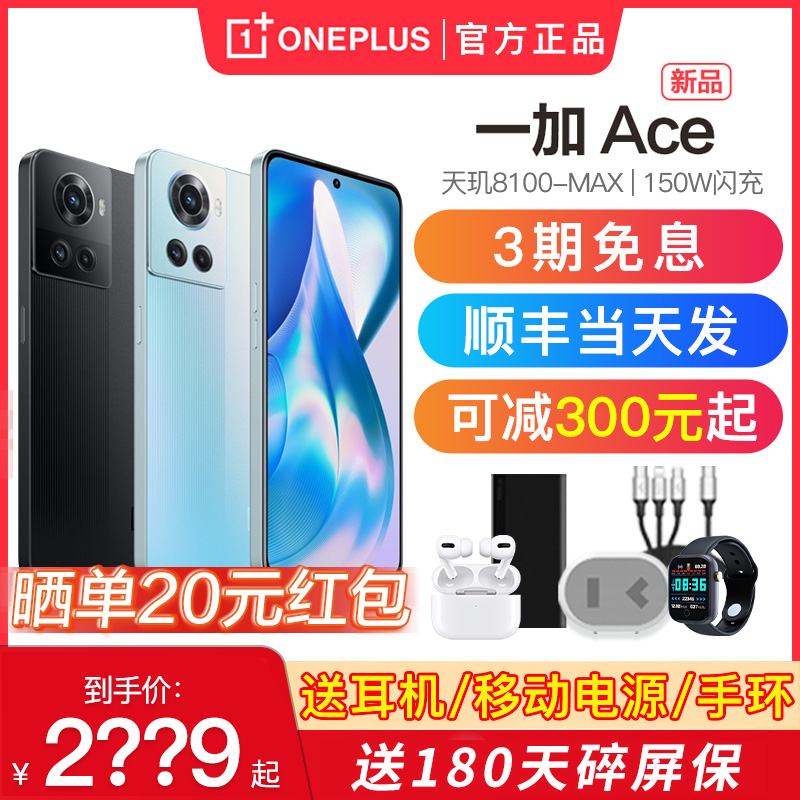 1+ ONEPLUS | 官方正品
新品
一加 Ace
天玑8100-MAX | 150W闪充
3期免息
顺丰当天发
可减300元起
08:36
晒单20元红包
到手价:
¥2??9起
送耳机/移动电源/手环
送180天碎屏保